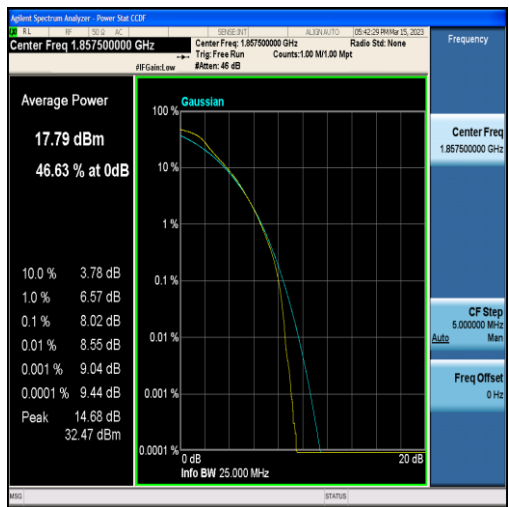 Agilent Spectrum Analyzer - Power Stat CCDF
RL RF 50 Ω AC SENSE:INT ALIGN AUTO 05:42:29 PM Mar 15, 2023
Center Freq 1.857500000 GHz
Center Freq: 1.857500000 GHz Radio Std: None
Trig: Free Run Counts:1.00 M/1.00 Mpt
#IFGain:Low #Atten: 46 dB
Frequency
Average Power
17.79 dBm
46.63 % at 0dB
10.0 % 3.78 dB
1.0 % 6.57 dB
0.1 % 8.02 dB
0.01 % 8.55 dB
0.001 % 9.04 dB
0.0001 % 9.44 dB
Peak 14.68 dB
32.47 dBm
Gaussian
100 %
10 %
1 %
0.1 %
0.01 %
0.001 %
0.0001 %
0 dB 20 dB
Info BW 25.000 MHz
Center Freq
1.857500000 GHz
CF Step
5.000000 MHz
Auto Man
Freq Offset
0 Hz
MSG STATUS